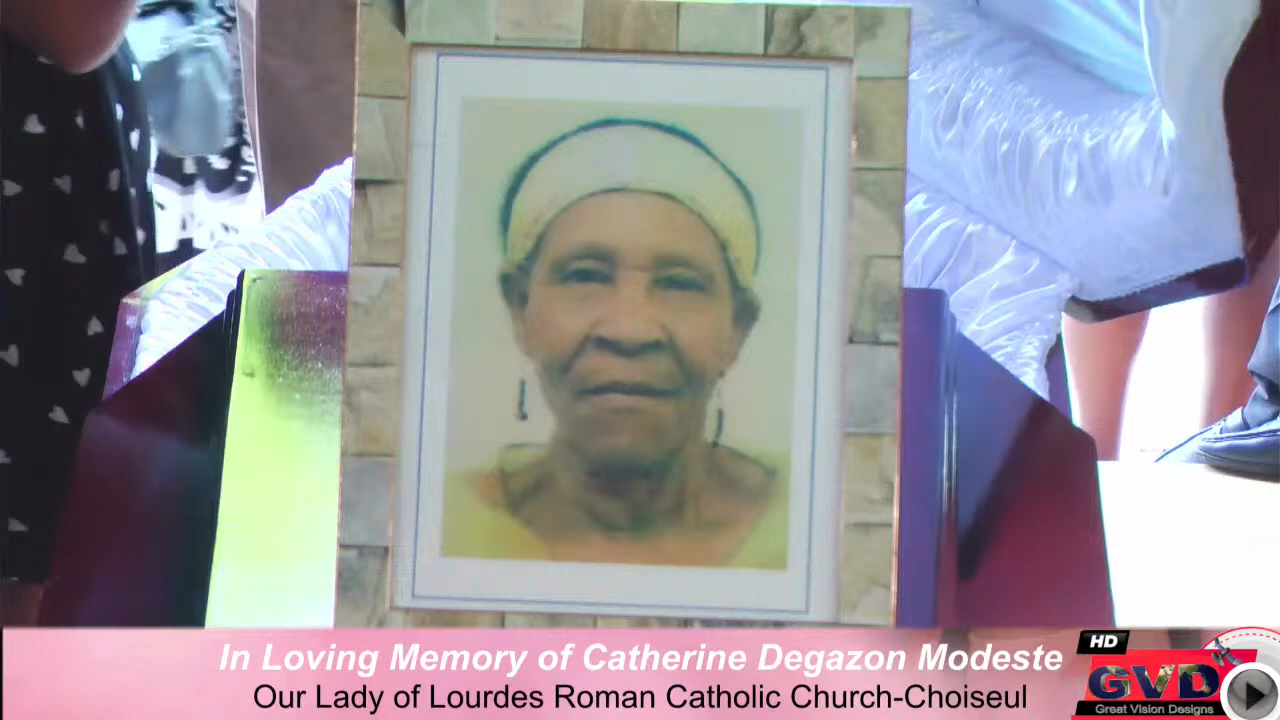 In Loving Memory of Catherine Degazon Modeste
Our Lady of Lourdes Roman Catholic Church-Choiseul
HD
GVD
Great Vision Designs